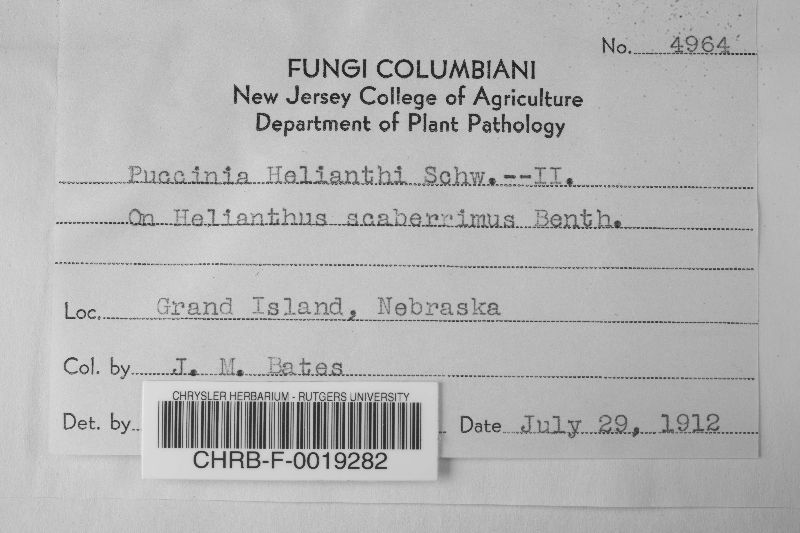 No. 4964
FUNGI COLUMBIANI
New Jersey College of Agriculture
Department of Plant Pathology
Puccinia Helianthi Schw.--II.
On Helianthus scaberrimus Benth.
Loc. Grand Island, Nebraska
Col. by J. M. Bates
Det. by
Date July 29, 1912
CHRYSLER HERBARIUM - RUTGERS UNIVERSITY
CHRB-F-0019282